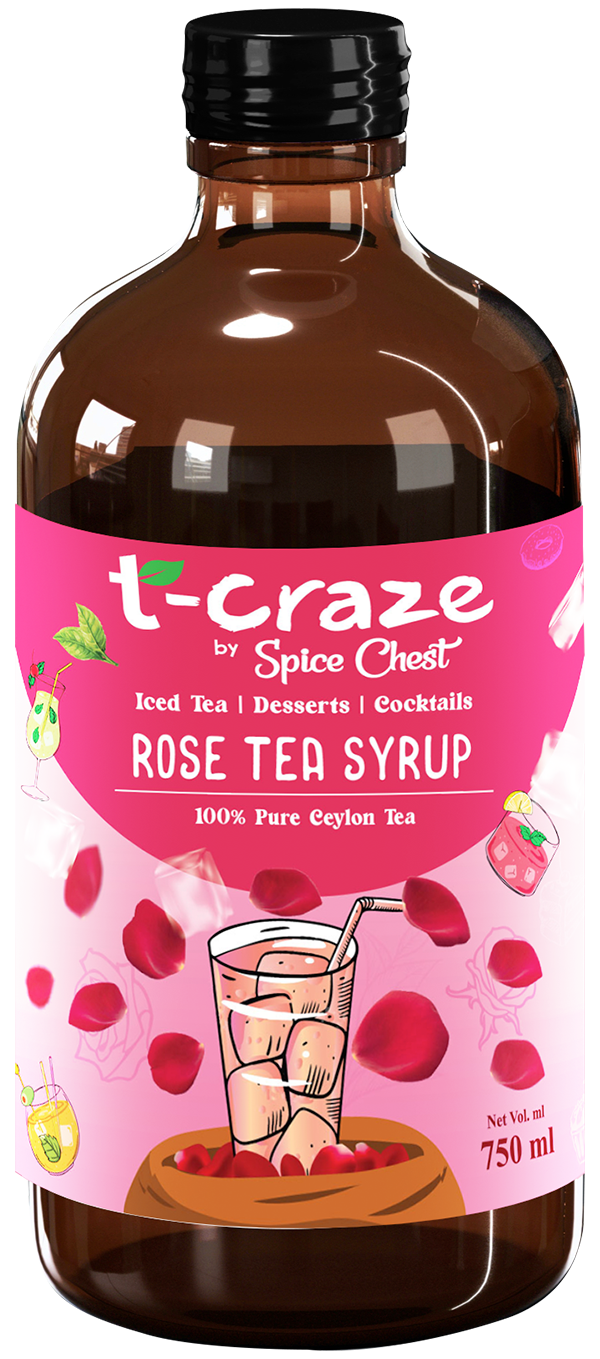 t-craze
by Spice Chest
Iced Tea | Desserts | Cocktails
ROSE TEA SYRUP
100% Pure Ceylon Tea
Net Vol. ml
750 ml